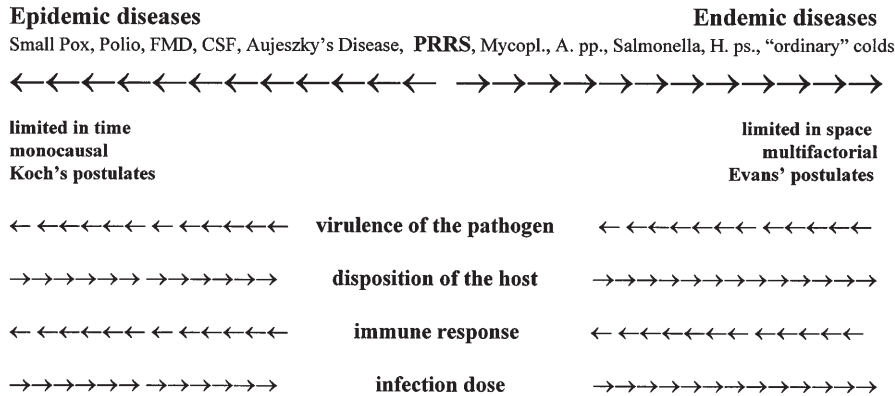 Epidemic diseases Endemic diseases
Small Pox, Polio, FMD, CSF, Aujeszky's Disease, PRRS, Mycopl., A. pp., Salmonella, H. ps., "ordinary" colds
limited in time limited in space
monocausal multifactorial
Koch's postulates Evans' postulates
virulence of the pathogen
disposition of the host
immune response
infection dose